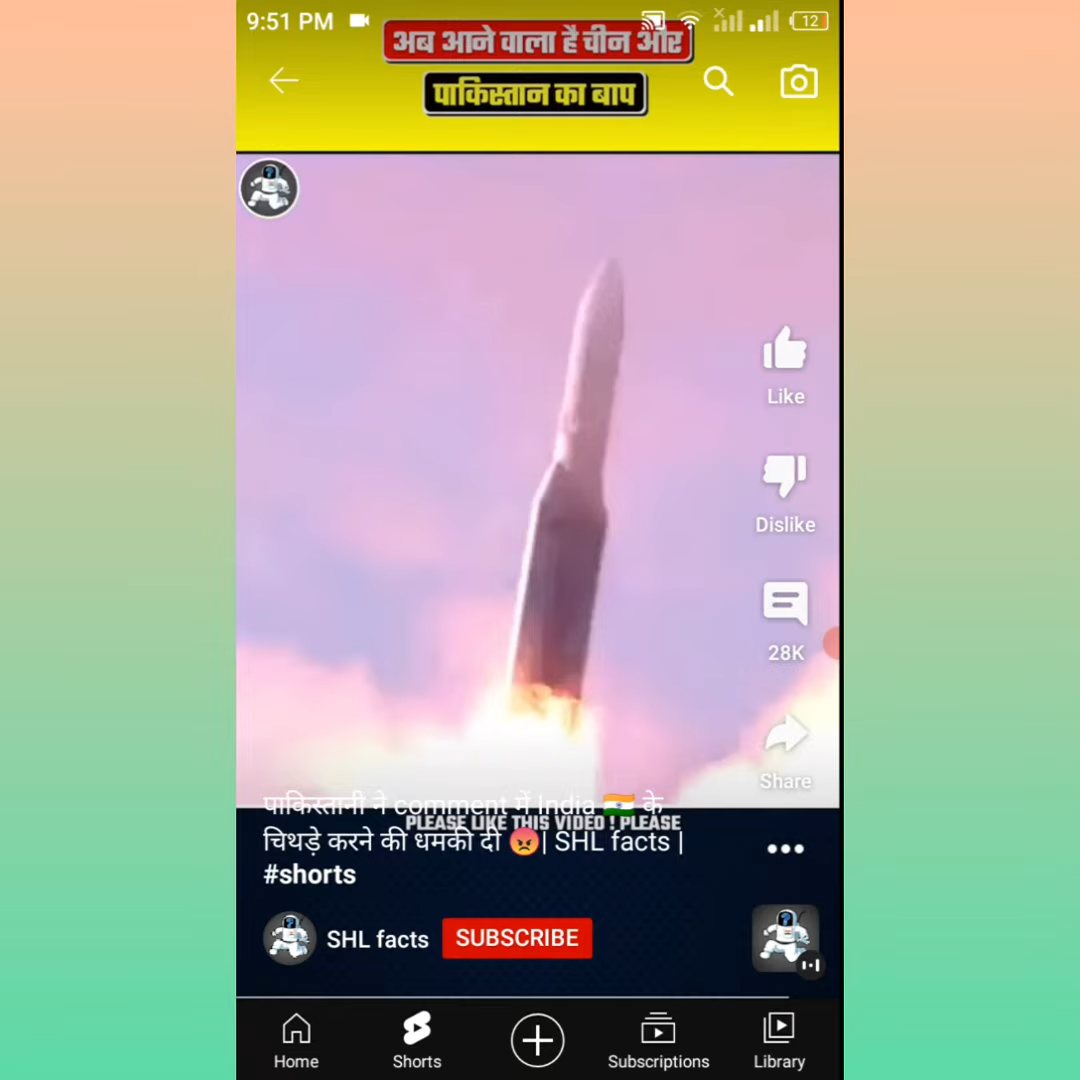 9:51 PM
12
अब आने वाला है चीन और
पाकिस्तान का बाप
Like
Dislike
28K
Share
पाकिस्तानी ने comment में India 🇮🇳 के
PLEASE LIKE THIS VIDEO ! PLEASE
चिथड़े करने की धमकी दी 😡| SHL facts |
#shorts
SHL facts
SUBSCRIBE
Home
Shorts
Subscriptions
Library